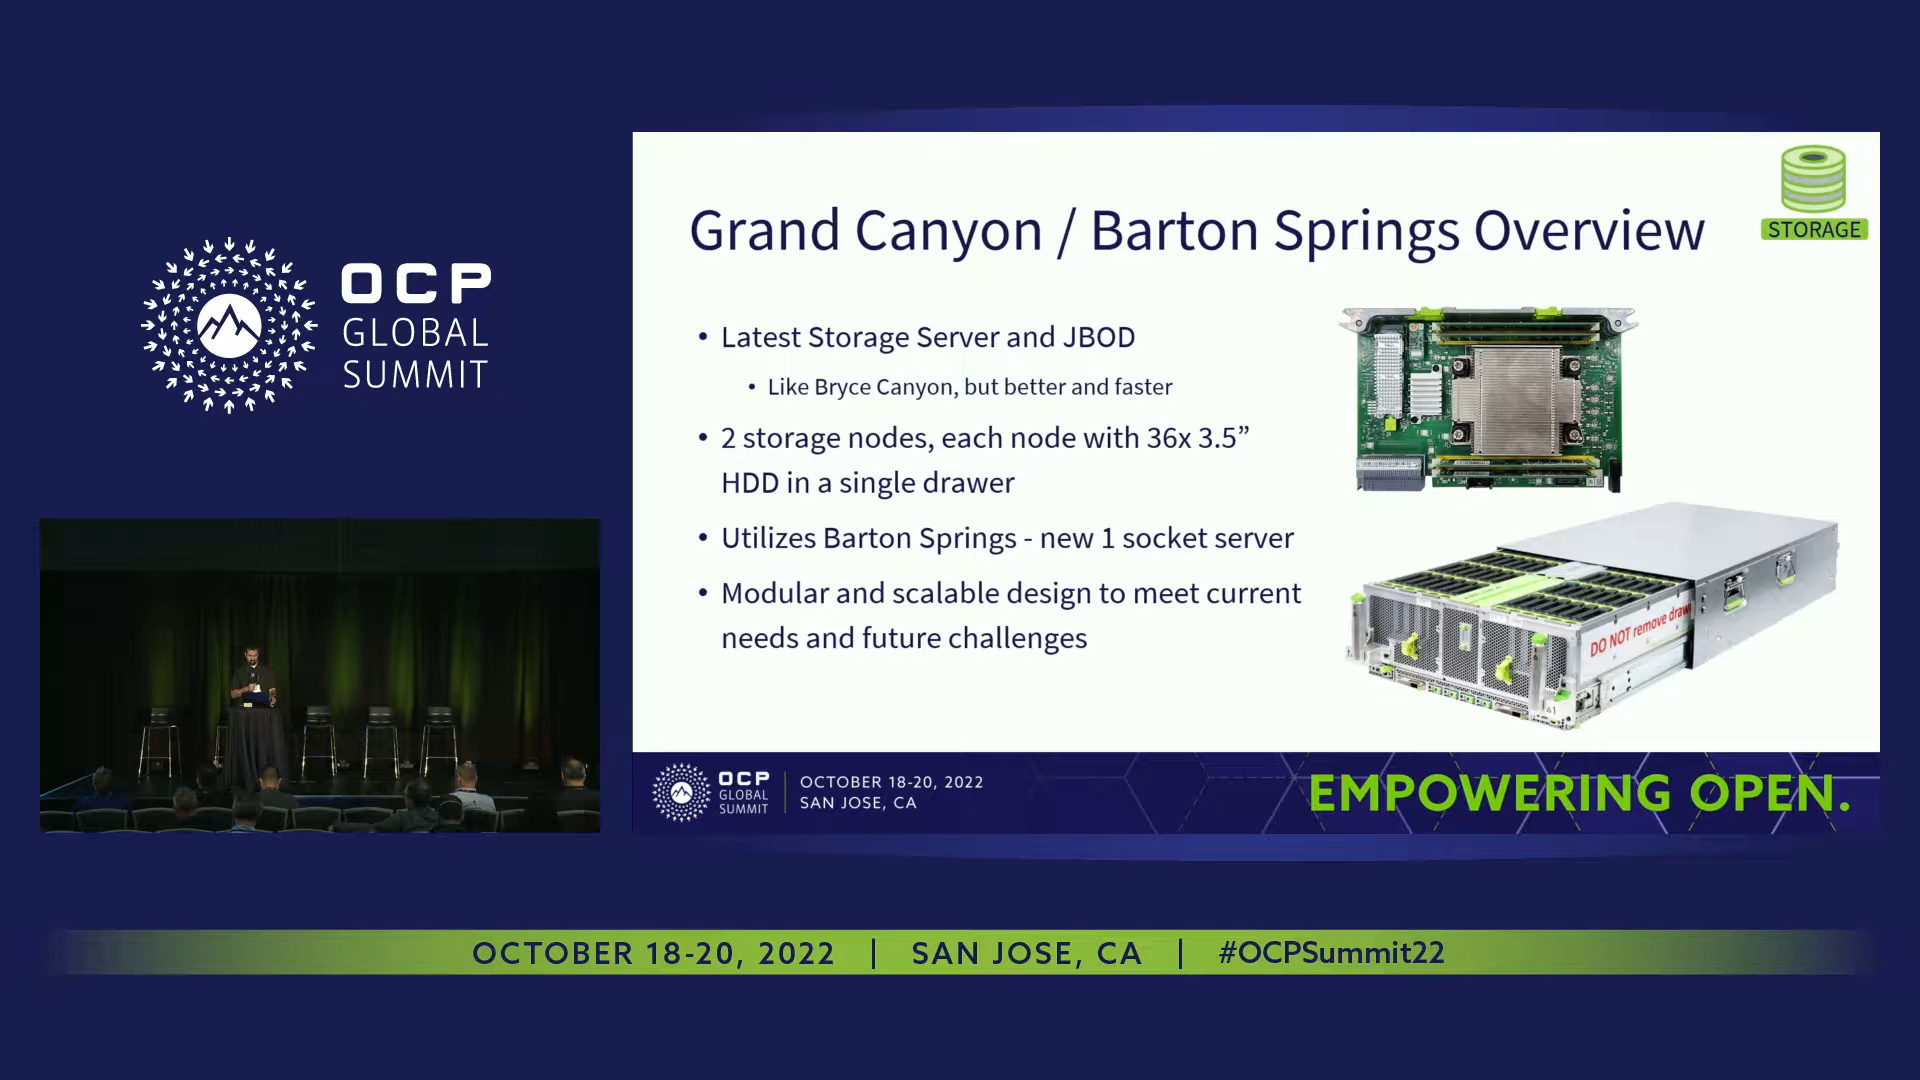 OCP
GLOBAL
SUMMIT
Grand Canyon / Barton Springs Overview
STORAGE
• Latest Storage Server and JBOD
• Like Bryce Canyon, but better and faster
• 2 storage nodes, each node with 36x 3.5”
HDD in a single drawer
• Utilizes Barton Springs - new 1 socket server
• Modular and scalable design to meet current
needs and future challenges
DO NOT remove draw
OCP
GLOBAL
SUMMIT
OCTOBER 18-20, 2022
SAN JOSE, CA
EMPOWERING OPEN.
OCTOBER 18-20, 2022 | SAN JOSE, CA | #OCPSummit22